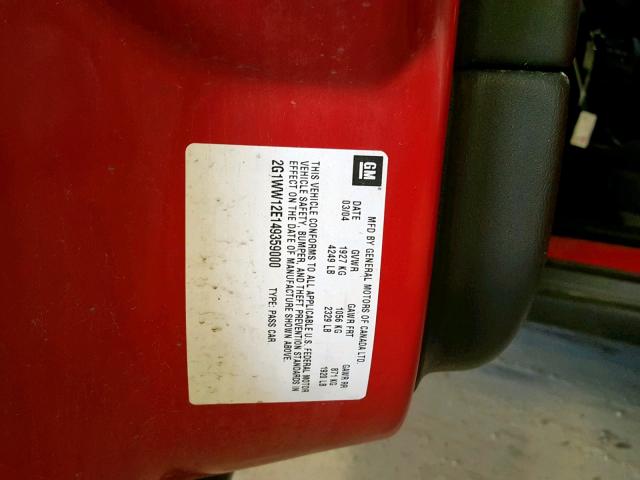 GM
MFD BY GENERAL MOTORS OF CANADA LTD.
DATE GVWR GAWR FRT GAWR RR
03/04 1927 KG 1056 KG 871 KG
4249 LB 2329 LB 1920 LB
THIS VEHICLE CONFORMS TO ALL APPLICABLE U.S. FEDERAL MOTOR
VEHICLE SAFETY, BUMPER, AND THEFT PREVENTION STANDARDS IN
EFFECT ON THE DATE OF MANUFACTURE SHOWN ABOVE.
2G1WW12E149359000 TYPE: PASS CAR